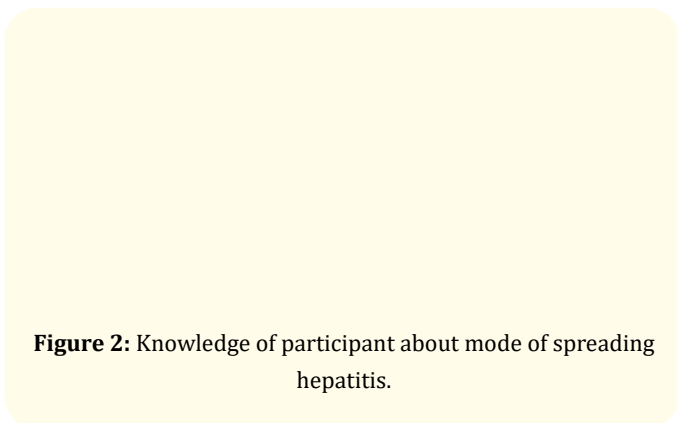 Figure 2: Knowledge of participant about mode of spreading
hepatitis.